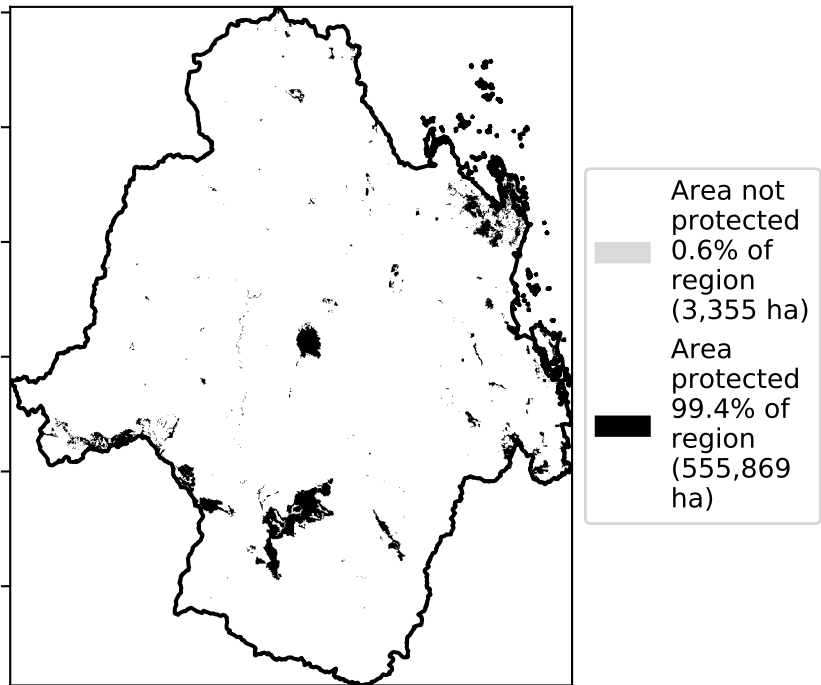 Area not
protected
0.6% of
region
(3,355 ha)
Area
protected
99.4% of
region
(555,869
ha)